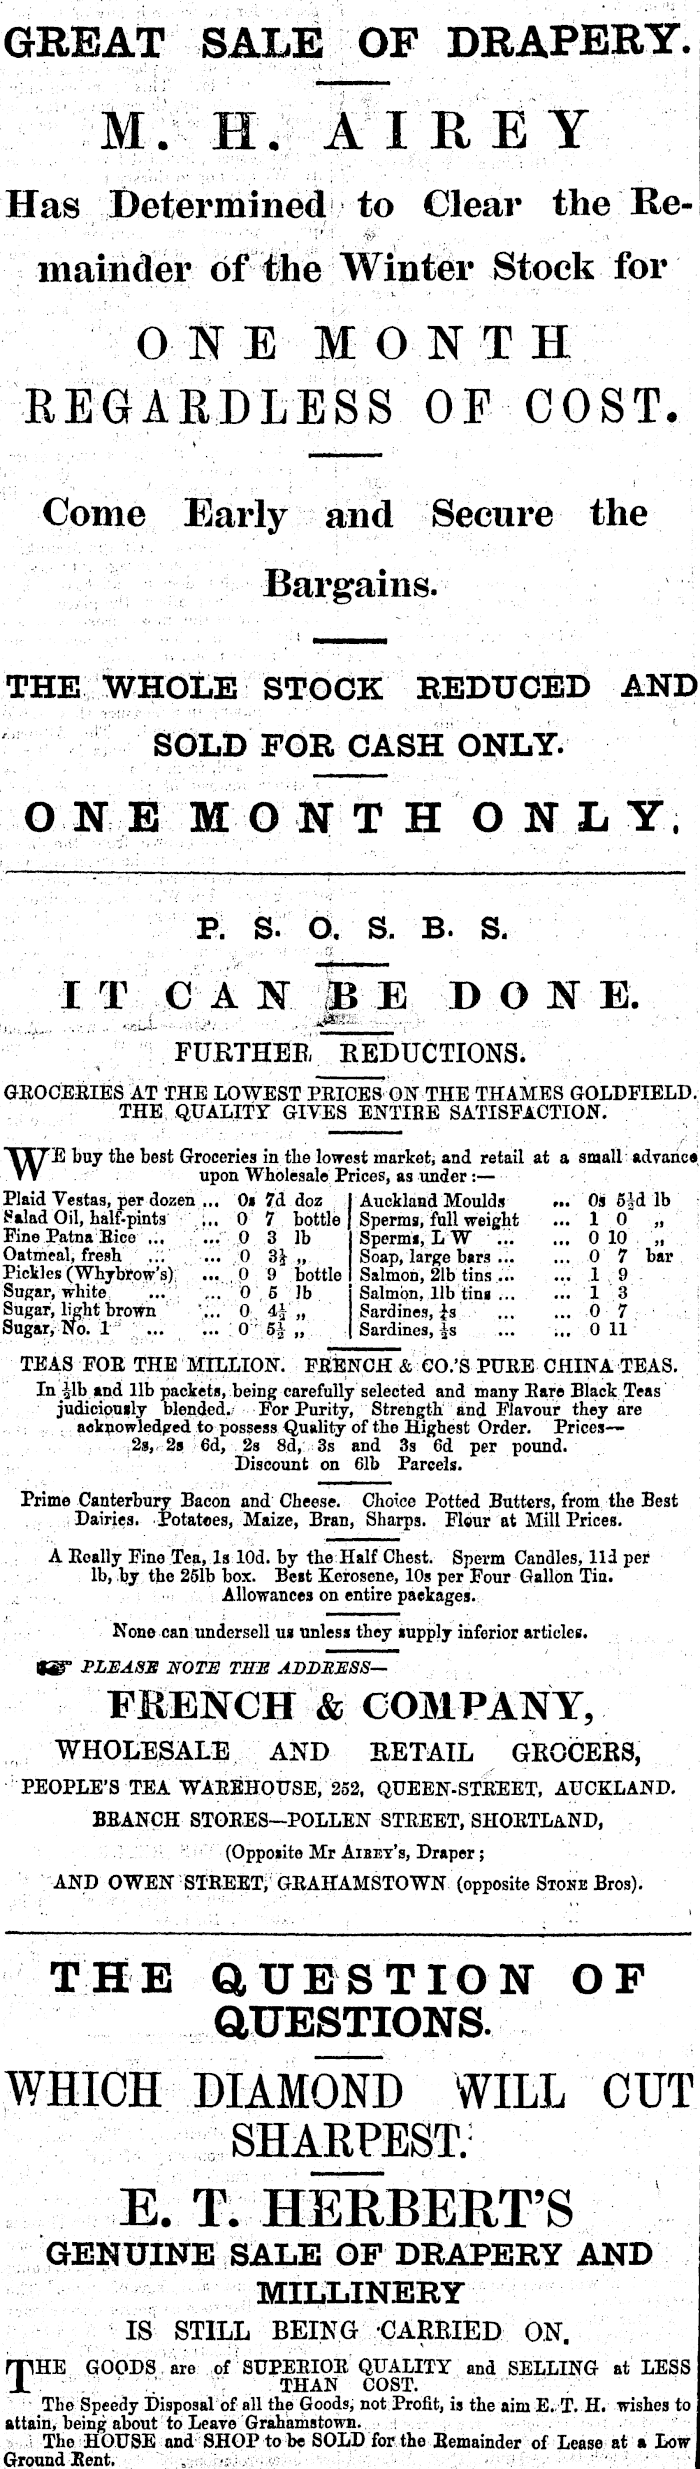 GREAT SALE OF DRAPERY.
M. H. AIREY
Has Determined to Clear the Re-
mainder of the Winter Stock for
ONE MONTH
REGARDLESS OF COST.
Come Early and Secure the
Bargains.
THE WHOLE STOCK REDUCED AND
SOLD FOR CASH ONLY.
ONE MONTH ONLY.
P. S. O. S. B. S.
IT CAN BE DONE.
FURTHER REDUCTIONS.
GROCERIES AT THE LOWEST PRICES ON THE THAMES GOLDFIELD.
THE QUALITY GIVES ENTIRE SATISFACTION.
WE buy the best Groceries in the lowest market, and retail at a small advance
upon Wholesale Prices, as under :—
Plaid Vestas, per dozen ... 0s 7d doz
Salad Oil, half-pints ... 0 7 bottle
Fine Patna Rice ... ... 0 3 lb
Oatmeal, fresh ... ... 0 3½ „
Pickles (Whybrow's) ... 0 9 bottle
Sugar, white ... ... 0 5 lb
Sugar, light brown ... 0 4½ „
Sugar, No. 1 ... ... 0 5½ „
Auckland Moulds ... 0s 5½d lb
Sperms, full weight ... 1 0 „
Sperms, L W ... ... 0 10 „
Soap, large bars ... ... 0 7 bar
Salmon, 2lb tins ... ... 1 9
Salmon, 1lb tins ... ... 1 3
Sardines, ¼s ... ... 0 7
Sardines, ½s ... ... 0 11
TEAS FOR THE MILLION. FRENCH & CO.'S PURE CHINA TEAS.
In ½lb and 1lb packets, being carefully selected and many Rare Black Teas
judiciously blended. For Purity, Strength and Flavour they are
acknowledged to possess Quality of the Highest Order. Prices—
2s, 2s 6d, 2s 8d, 3s and 3s 6d per pound.
Discount on 6lb Parcels.
Prime Canterbury Bacon and Cheese. Choice Potted Butters, from the Best
Dairies. Potatoes, Maize, Bran, Sharps. Flour at Mill Prices.
A Really Fine Tea, 1s 10d. by the Half Chest. Sperm Candles, 11d per
lb, by the 25lb box. Best Kerosene, 10s per Four Gallon Tin.
Allowances on entire packages.
None can undersell us unless they supply inferior articles.
☞ PLEASE NOTE THE ADDRESS—
FRENCH & COMPANY,
WHOLESALE AND RETAIL GROCERS,
PEOPLE'S TEA WAREHOUSE, 252, QUEEN-STREET, AUCKLAND.
BRANCH STORES—POLLEN STREET, SHORTLAND,
(Opposite Mr AIREY'S, Draper ;
AND OWEN STREET, GRAHAMSTOWN (opposite STONE Bros).
THE QUESTION OF
QUESTIONS.
WHICH DIAMOND WILL CUT
SHARPEST.
E. T. HERBERT'S
GENUINE SALE OF DRAPERY AND
MILLINERY
IS STILL BEING CARRIED ON.
THE GOODS are of SUPERIOR QUALITY and SELLING at LESS
THAN COST.
The Speedy Disposal of all the Goods, not Profit, is the aim E. T. H. wishes to
attain, being about to Leave Grahamstown.
The HOUSE and SHOP to be SOLD for the Remainder of Lease at a Low
Ground Rent.